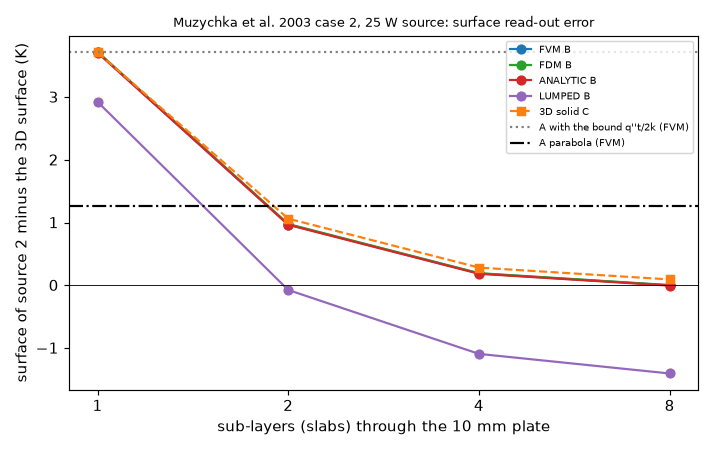 Muzychka et al. 2003 case 2, 25 W source: surface read-out error
surface of source 2 minus the 3D surface (K)
3
2
1
0
−1
FVM B
FDM B
ANALYTIC B
LUMPED B
3D solid C
A with the bound q''t/2k (FVM)
A parabola (FVM)
1
2
4
8
sub-layers (slabs) through the 10 mm plate